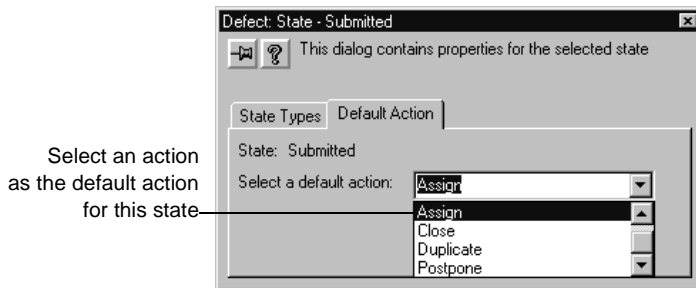 Defect: State - Submitted
This dialog contains properties for the selected state
State Types
Default Action
State: Submitted
Select a default action:
Assign
Assign
Close
Duplicate
Postpone
Select an action
as the default action
for this state